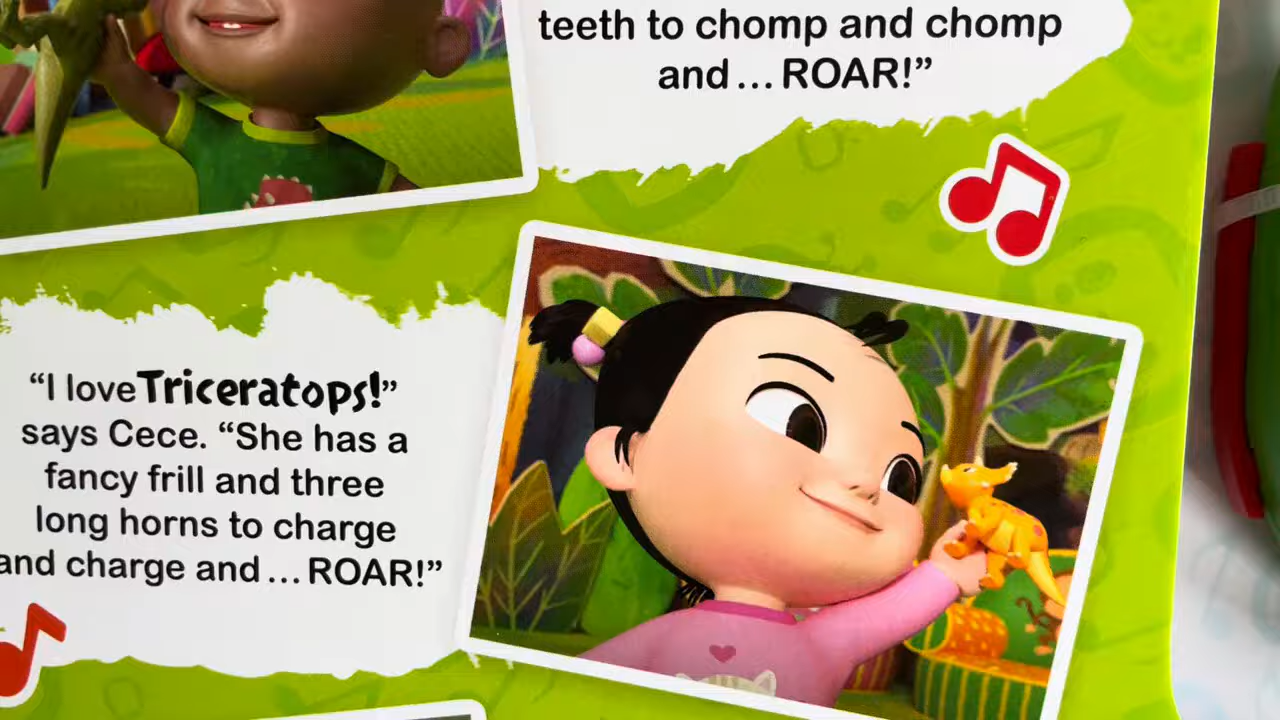 teeth to chomp and chomp
and... ROAR!”
“I love Triceratops!”
says Cece. “She has a
fancy frill and three
long horns to charge
and charge and... ROAR!”